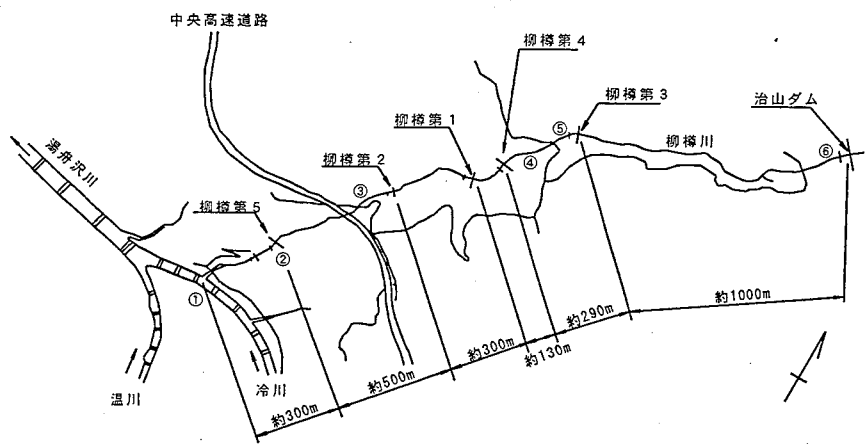 中央高速道路
柳樽第4
柳樽第3
治山ダム
柳樽第1
湯舟沢川
⑤
柳樽川
柳樽第2
④
⑥
③
柳樽第5
②
①
約1000m
約290m
約130m
約300m
約500m
約300m
温川
冷川